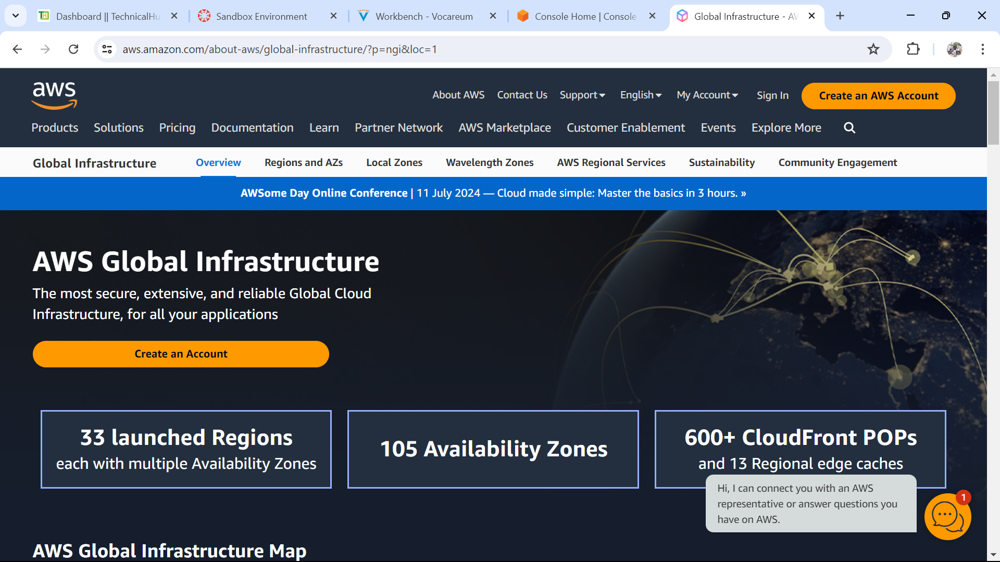 Dashboard || TechnicalHu
Sandbox Environment
Workbench - Vocareum
Console Home | Console
Global Infrastructure - AW
aws.amazon.com/about-aws/global-infrastructure/?p=ngi&loc=1
aws
About AWS Contact Us Support English My Account Sign In Create an AWS Account
Products Solutions Pricing Documentation Learn Partner Network AWS Marketplace Customer Enablement Events Explore More
Global Infrastructure Overview Regions and AZs Local Zones Wavelength Zones AWS Regional Services Sustainability Community Engagement
AWSome Day Online Conference | 11 July 2024 — Cloud made simple: Master the basics in 3 hours. »
AWS Global Infrastructure
The most secure, extensive, and reliable Global Cloud
Infrastructure, for all your applications
Create an Account
33 launched Regions
each with multiple Availability Zones
105 Availability Zones
600+ CloudFront POPs
and 13 Regional edge caches
Hi, I can connect you with an AWS
representative or answer questions you
have on AWS.
1
AWS Global Infrastructure Map